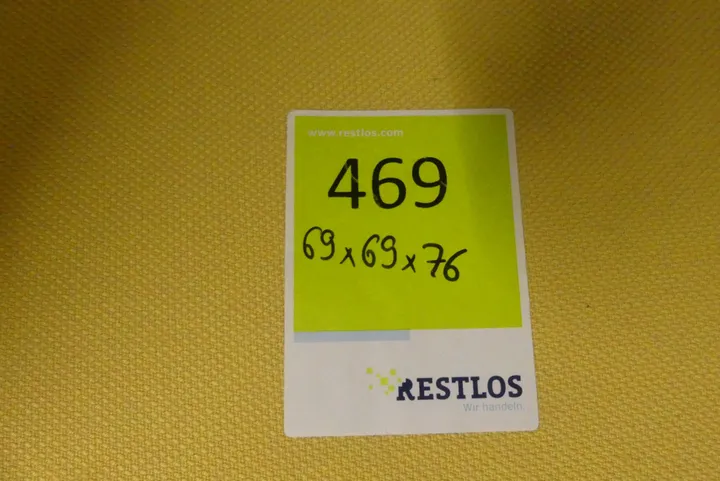 www.restlos.com
469
69x69x76
RESTLOS
Wir handeln